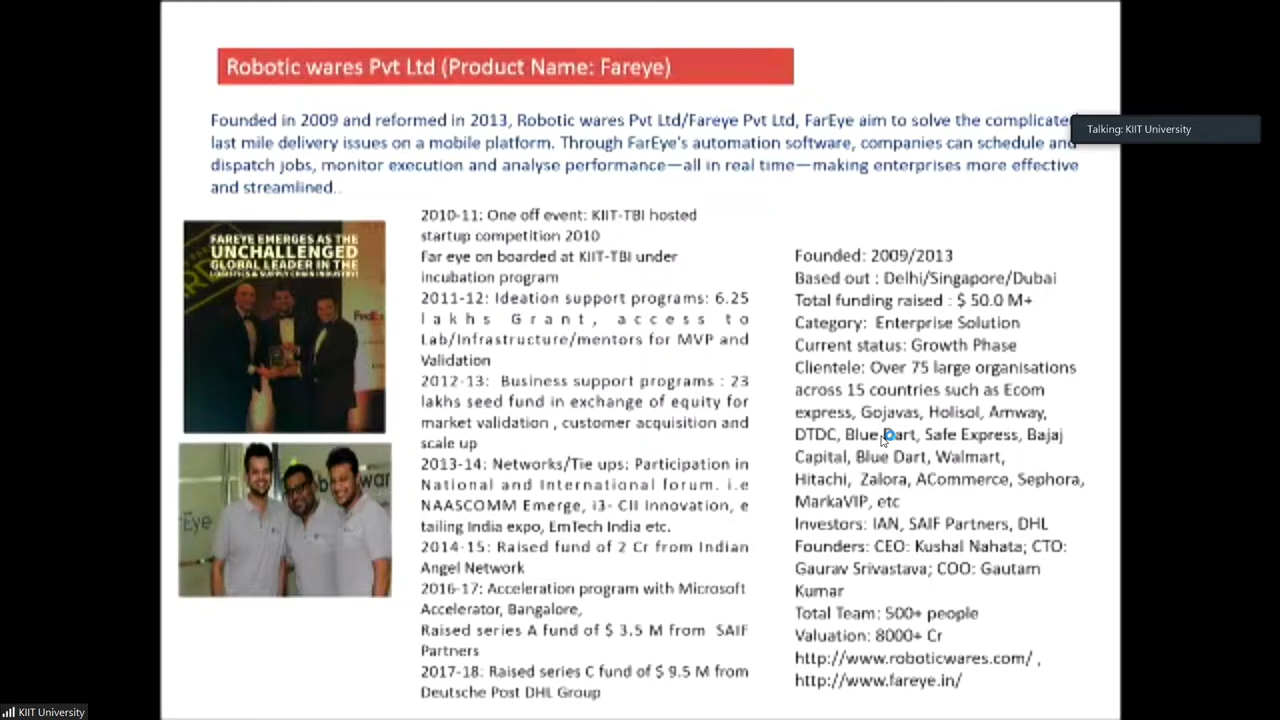 Robotic wares Pvt Ltd (Product Name: Fareye)
Founded in 2009 and reformed in 2013, Robotic wares Pvt Ltd/Fareye Pvt Ltd, FarEye aim to solve the complicate
last mile delivery issues on a mobile platform. Through FarEye's automation software, companies can schedule and
dispatch jobs, monitor execution and analyse performance—all in real time—making enterprises more effective
and streamlined..
Talking: KIIT University
FAREYE EMERGES AS THE
UNCHALLENGED
GLOBAL LEADER IN THE
LOGISTICS & SUPPLY CHAIN INDUSTRY
FedEx
rEye
2010-11: One off event: KIIT-TBI hosted
startup competition 2010
Far eye on boarded at KIIT-TBI under
incubation program
2011-12: Ideation support programs: 6.25
lakhs Grant, access to
Lab/Infrastructure/mentors for MVP and
Validation
2012-13: Business support programs : 23
lakhs seed fund in exchange of equity for
market validation , customer acquisition and
scale up
2013-14: Networks/Tie ups: Participation in
National and International forum. i.e
NAASCOMM Emerge, i3- CII Innovation, e
tailing India expo, EmTech India etc.
2014-15: Raised fund of 2 Cr from Indian
Angel Network
2016-17: Acceleration program with Microsoft
Accelerator, Bangalore,
Raised series A fund of $ 3.5 M from SAIF
Partners
2017-18: Raised series C fund of $ 9.5 M from
Deutsche Post DHL Group
Founded: 2009/2013
Based out : Delhi/Singapore/Dubai
Total funding raised : $ 50.0 M+
Category: Enterprise Solution
Current status: Growth Phase
Clientele: Over 75 large organisations
across 15 countries such as Ecom
express, Gojavas, Holisol, Amway,
DTDC, Blue Dart, Safe Express, Bajaj
Capital, Blue Dart, Walmart,
Hitachi, Zalora, ACommerce, Sephora,
MarkaVIP, etc
Investors: IAN, SAIF Partners, DHL
Founders: CEO: Kushal Nahata; CTO:
Gaurav Srivastava; COO: Gautam
Kumar
Total Team: 500+ people
Valuation: 8000+ Cr
http://www.roboticwares.com/ ,
http://www.fareye.in/
KIIT University